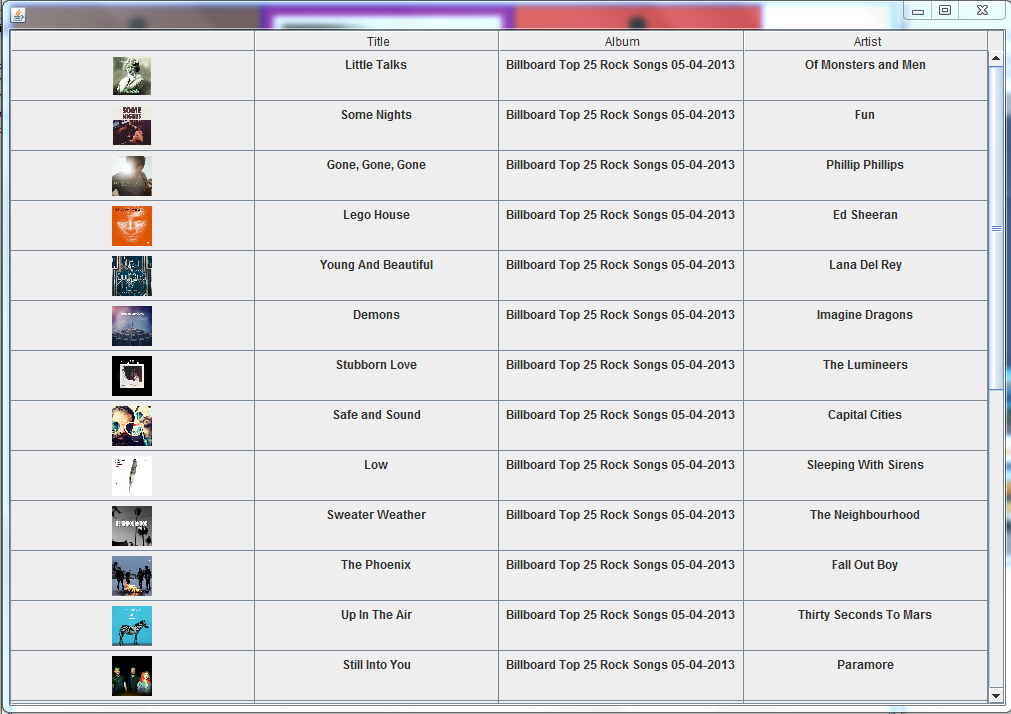 Title Album Artist
Little Talks Billboard Top 25 Rock Songs 05-04-2013 Of Monsters and Men
SOME
NIGHTS
Some Nights Billboard Top 25 Rock Songs 05-04-2013 Fun
Gone, Gone, Gone Billboard Top 25 Rock Songs 05-04-2013 Phillip Phillips
Lego House Billboard Top 25 Rock Songs 05-04-2013 Ed Sheeran
Young And Beautiful Billboard Top 25 Rock Songs 05-04-2013 Lana Del Rey
Demons Billboard Top 25 Rock Songs 05-04-2013 Imagine Dragons
Stubborn Love Billboard Top 25 Rock Songs 05-04-2013 The Lumineers
Safe and Sound Billboard Top 25 Rock Songs 05-04-2013 Capital Cities
Low Billboard Top 25 Rock Songs 05-04-2013 Sleeping With Sirens
Sweater Weather Billboard Top 25 Rock Songs 05-04-2013 The Neighbourhood
The Phoenix Billboard Top 25 Rock Songs 05-04-2013 Fall Out Boy
Up In The Air Billboard Top 25 Rock Songs 05-04-2013 Thirty Seconds To Mars
Still Into You Billboard Top 25 Rock Songs 05-04-2013 Paramore